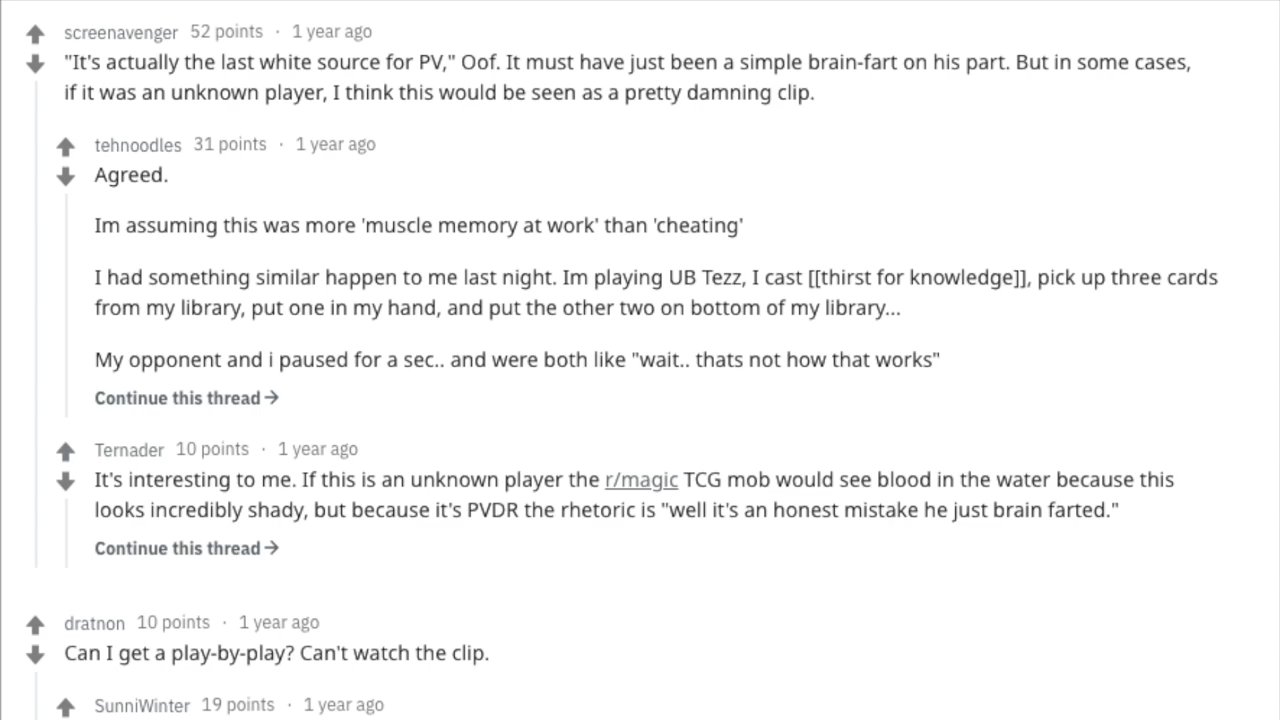 screenavenger 52 points · 1 year ago
"It's actually the last white source for PV," Oof. It must have just been a simple brain-fart on his part. But in some cases,
if it was an unknown player, I think this would be seen as a pretty damning clip.
tehnoodles 31 points · 1 year ago
Agreed.
Im assuming this was more 'muscle memory at work' than 'cheating'
I had something similar happen to me last night. Im playing UB Tezz, I cast [[thirst for knowledge]], pick up three cards
from my library, put one in my hand, and put the other two on bottom of my library...
My opponent and i paused for a sec.. and were both like "wait.. thats not how that works"
Continue this thread →
Ternader 10 points · 1 year ago
It's interesting to me. If this is an unknown player the r/magic TCG mob would see blood in the water because this
looks incredibly shady, but because it's PVDR the rhetoric is "well it's an honest mistake he just brain farted."
Continue this thread →
dratnon 10 points · 1 year ago
Can I get a play-by-play? Can't watch the clip.
SunniWinter 19 points · 1 year ago